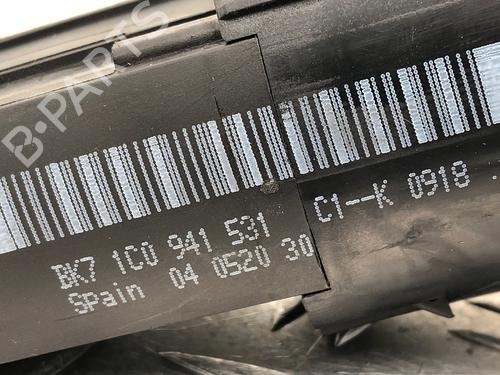 B-PARTS
BK7 1C0 941 531 C1--K 0918
Spain 04 0520 30